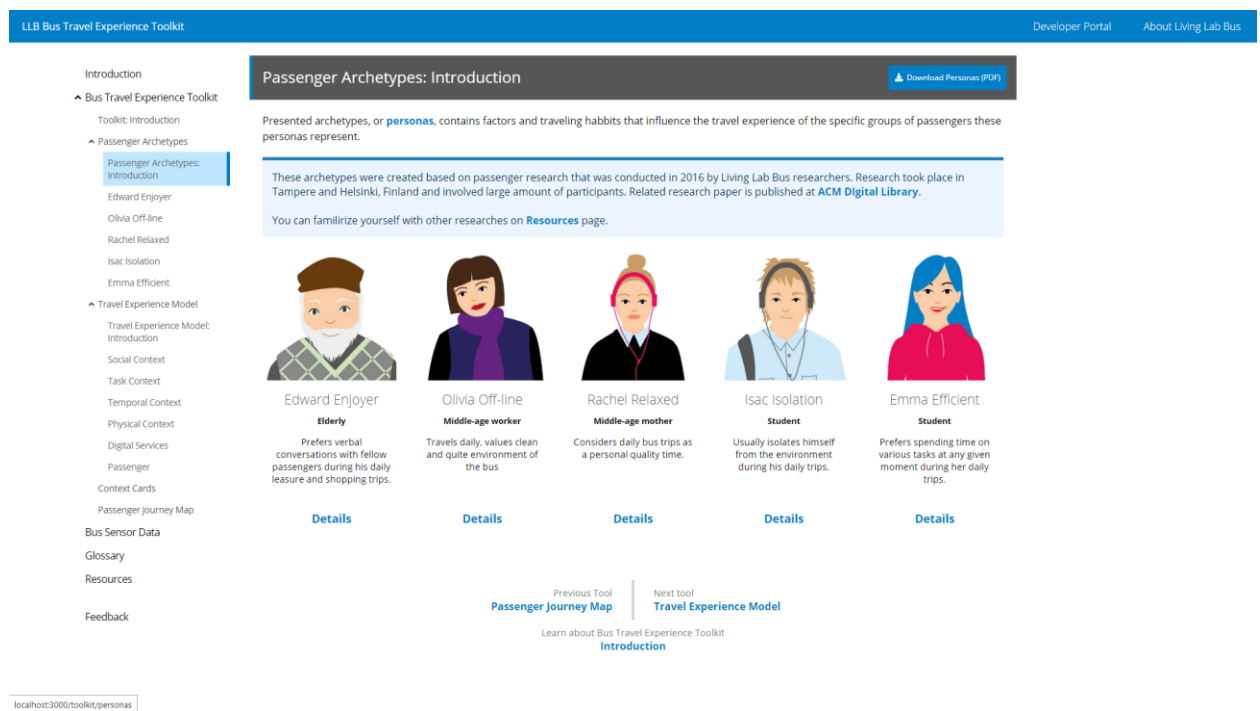 LLB Bus Travel Experience Toolkit
Developer Portal
About Living Lab Bus
Introduction
Bus Travel Experience Toolkit
Toolkit: Introduction
Passenger Archetypes
Passenger Archetypes:
Introduction
Edward Enjoyer
Olivia Off-line
Rachel Relaxed
Isac Isolation
Emma Efficient
Travel Experience Model
Travel Experience Model:
Introduction
Social Context
Task Context
Temporal Context
Physical Context
Digital Services
Passenger
Context Cards
Passenger Journey Map
Bus Sensor Data
Glossary
Resources
Feedback
Passenger Archetypes: Introduction
Download Personas (PDF)
Presented archetypes, or personas, contains factors and traveling habbits that influence the travel experience of the specific groups of passengers these
personas represent.
These archetypes were created based on passenger research that was conducted in 2016 by Living Lab Bus researchers. Research took place in
Tampere and Helsinki, Finland and involved large amount of participants. Related research paper is published at ACM DIgital Library.
You can familirize yourself with other researches on Resources page.
Edward Enjoyer
Elderly
Prefers verbal
conversations with fellow
passengers during his daily
leasure and shopping trips.
Details
Olivia Off-line
Middle-age worker
Travels daily, values clean
and quite environment of
the bus
Details
Rachel Relaxed
Middle-age mother
Considers daily bus trips as
a personal quality time.
Details
Isac Isolation
Student
Usually isolates himself
from the environment
during his daily trips.
Details
Emma Efficient
Student
Prefers spending time on
various tasks at any given
moment during her daily
trips.
Details
Previous Tool
Passenger Journey Map
Next tool
Travel Experience Model
Learn about Bus Travel Experience Toolkit
Introduction
localhost:3000/toolkit/personas